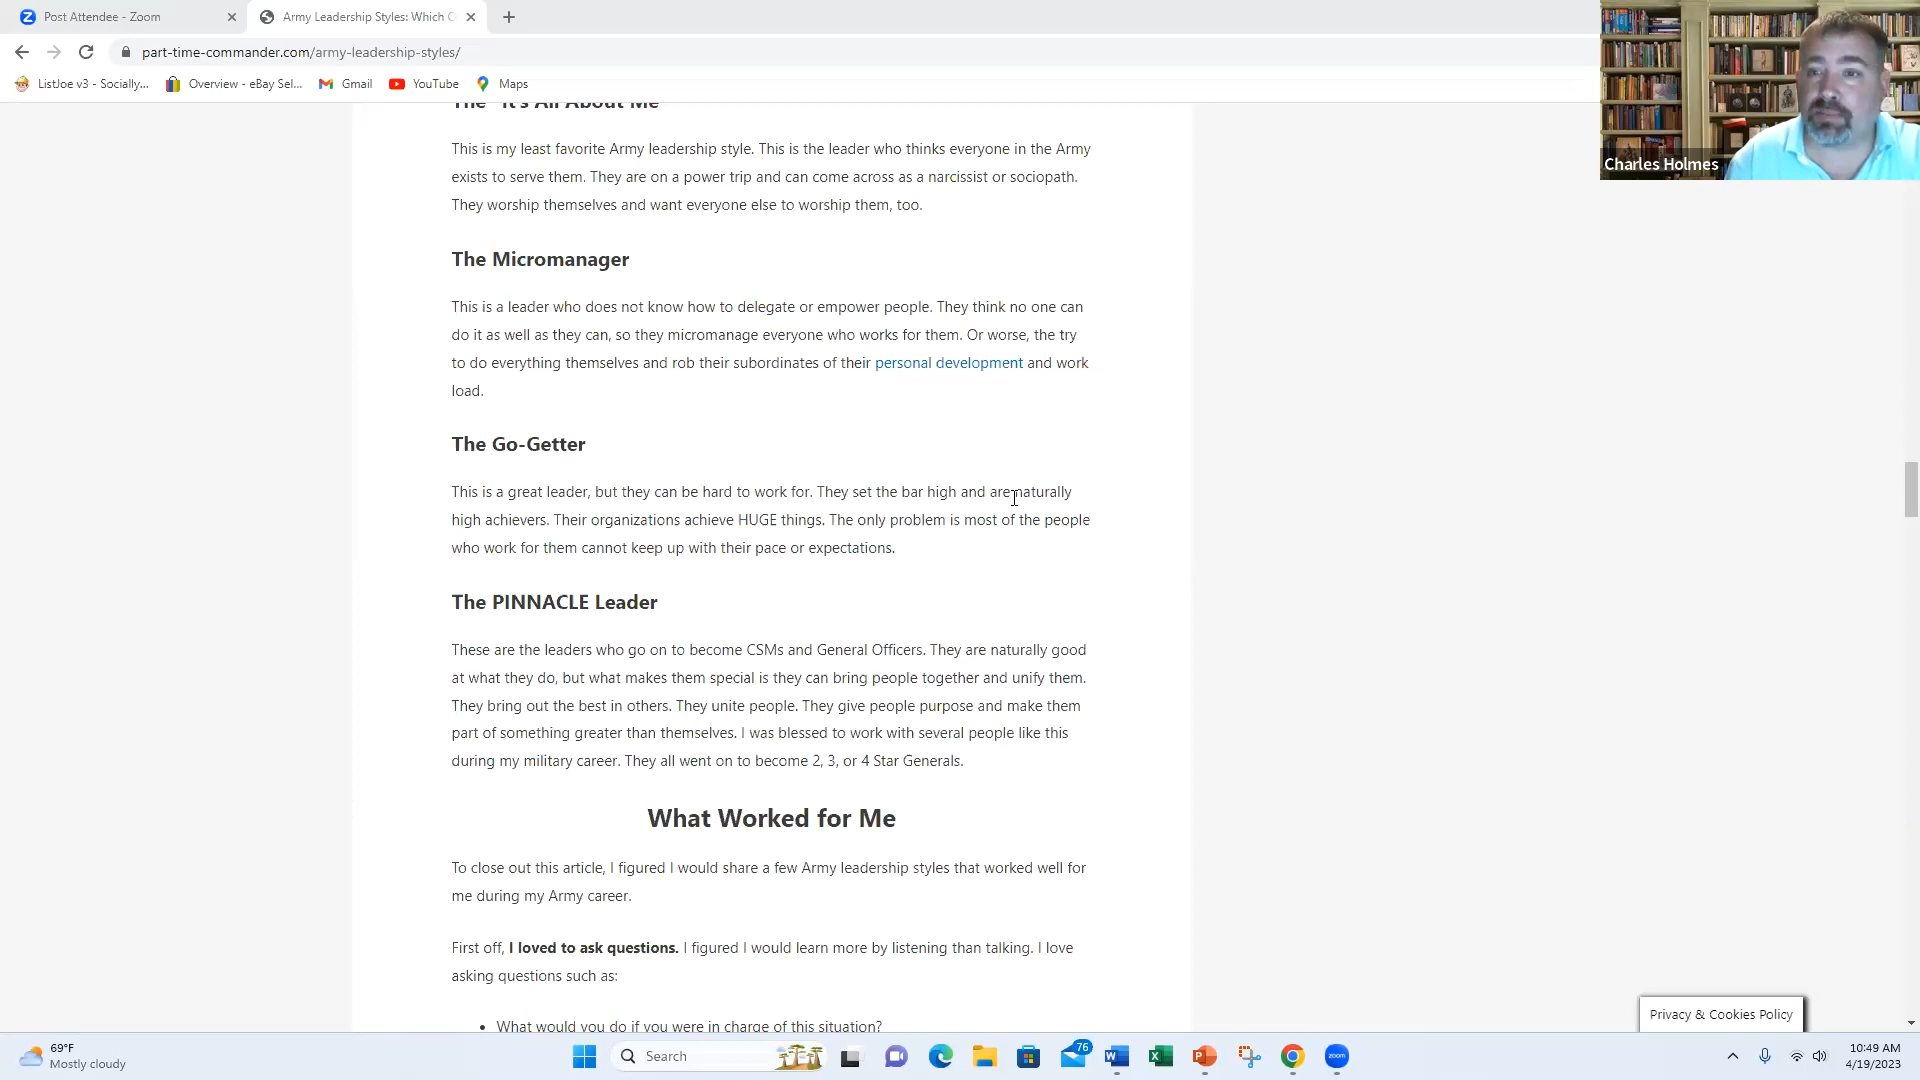 Post Attendee - Zoom
Army Leadership Styles: Which O
part-time-commander.com/army-leadership-styles/
ListJoe v3 - Socially...
Overview - eBay Sel...
Gmail
YouTube
Maps
Charles Holmes
The "It's All About Me"
This is my least favorite Army leadership style. This is the leader who thinks everyone in the Army
exists to serve them. They are on a power trip and can come across as a narcissist or sociopath.
They worship themselves and want everyone else to worship them, too.
The Micromanager
This is a leader who does not know how to delegate or empower people. They think no one can
do it as well as they can, so they micromanage everyone who works for them. Or worse, the try
to do everything themselves and rob their subordinates of their personal development and work
load.
The Go-Getter
This is a great leader, but they can be hard to work for. They set the bar high and are naturally
high achievers. Their organizations achieve HUGE things. The only problem is most of the people
who work for them cannot keep up with their pace or expectations.
The PINNACLE Leader
These are the leaders who go on to become CSMs and General Officers. They are naturally good
at what they do, but what makes them special is they can bring people together and unify them.
They bring out the best in others. They unite people. They give people purpose and make them
part of something greater than themselves. I was blessed to work with several people like this
during my military career. They all went on to become 2, 3, or 4 Star Generals.
What Worked for Me
To close out this article, I figured I would share a few Army leadership styles that worked well for
me during my Army career.
First off, I loved to ask questions. I figured I would learn more by listening than talking. I love
asking questions such as:
• What would you do if you were in charge of this situation?
Privacy & Cookies Policy
69°F
Mostly cloudy
Search
76
zoom
10:49 AM
4/19/2023